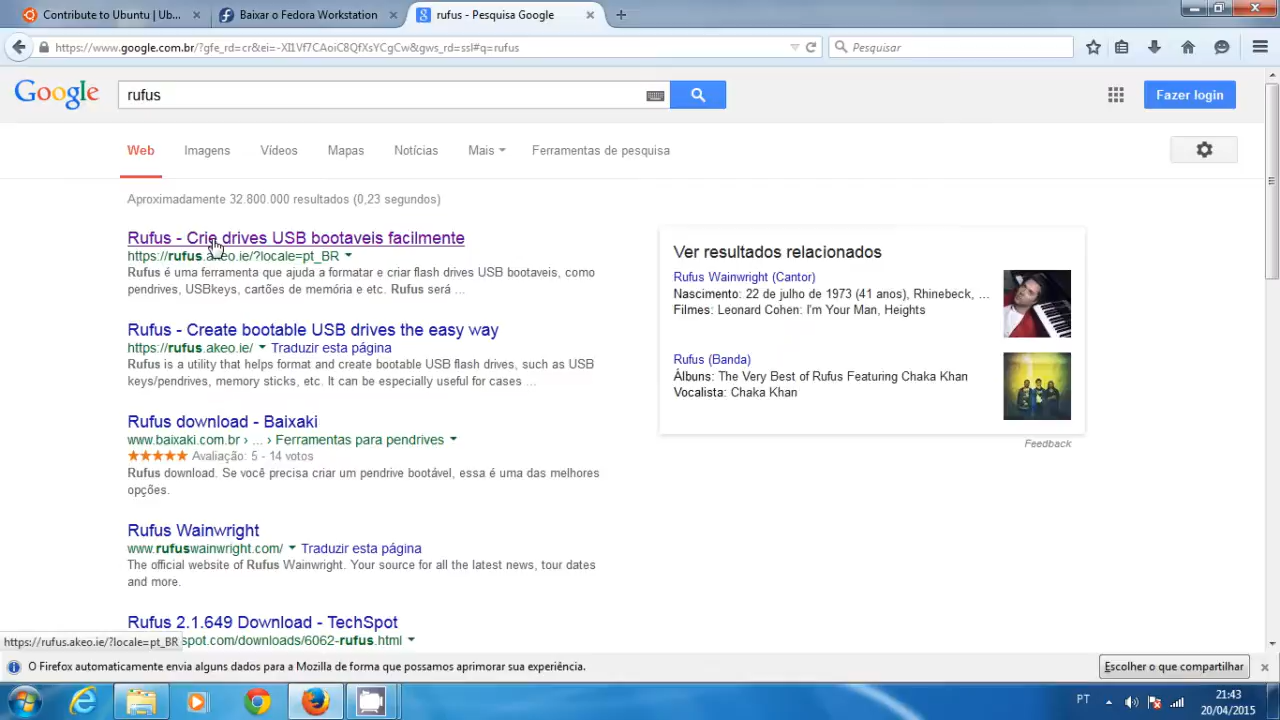 Contribute to Ubuntu | Ub...
Baixar o Fedora Workstation
rufus - Pesquisa Google
https://www.google.com.br/?gfe_rd=cr&ei=-XI1Vf7CAoiC8QfXsYCgCw&gws_rd=ssl#q=rufus
Pesquisar
Google
rufus
Fazer login
Web
Imagens
Vídeos
Mapas
Notícias
Mais
Ferramentas de pesquisa
Aproximadamente 32.800.000 resultados (0,23 segundos)
Rufus - Crie drives USB bootaveis facilmente
https://rufus.akeo.ie/?locale=pt_BR
Rufus é uma ferramenta que ajuda a formatar e criar flash drives USB bootaveis, como
pendrives, USBkeys, cartões de memoria e etc. Rufus será ...
Rufus - Create bootable USB drives the easy way
https://rufus.akeo.ie/ Traduzir esta página
Rufus is a utility that helps format and create bootable USB flash drives, such as USB
keys/pendrives, memory sticks, etc. It can be especially useful for cases ...
Rufus download - Baixaki
www.baixaki.com.br › ... › Ferramentas para pendrives
Avaliação: 5 - 14 votos
Rufus download. Se você precisa criar um pendrive bootável, essa é uma das melhores
opções.
Rufus Wainwright
www.rufuswainwright.com/ Traduzir esta página
The official website of Rufus Wainwright. Your source for all the latest news, tour dates
and more.
Rufus 2.1.649 Download - TechSpot
spot.com/downloads/6062-rufus.html
Ver resultados relacionados
Rufus Wainwright (Cantor)
Nascimento: 22 de julho de 1973 (41 anos), Rhinebeck, ...
Filmes: Leonard Cohen: I'm Your Man, Heights
Rufus (Banda)
Álbuns: The Very Best of Rufus Featuring Chaka Khan
Vocalista: Chaka Khan
Feedback
https://rufus.akeo.ie/?locale=pt_BR
O Firefox automaticamente envia alguns dados para a Mozilla de forma que possamos aprimorar sua experiência.
Escolher o que compartilhar
PT
21:43
20/04/2015